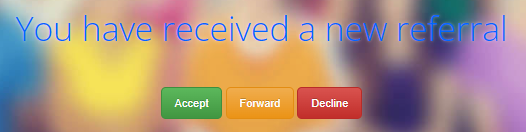 You have received a new referral
Accept Forward Decline